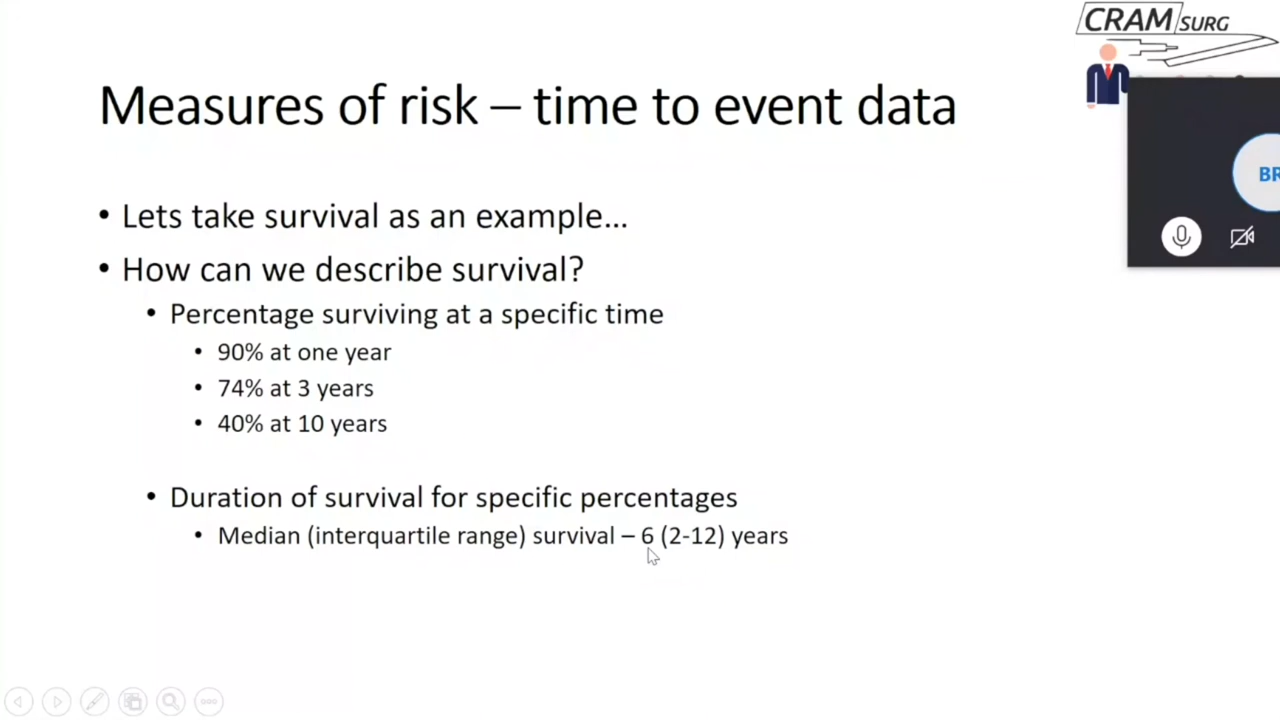 CRAM SURG
Measures of risk – time to event data
• Lets take survival as an example...
• How can we describe survival?
• Percentage surviving at a specific time
• 90% at one year
• 74% at 3 years
• 40% at 10 years
• Duration of survival for specific percentages
• Median (interquartile range) survival – 6 (2-12) years
BR